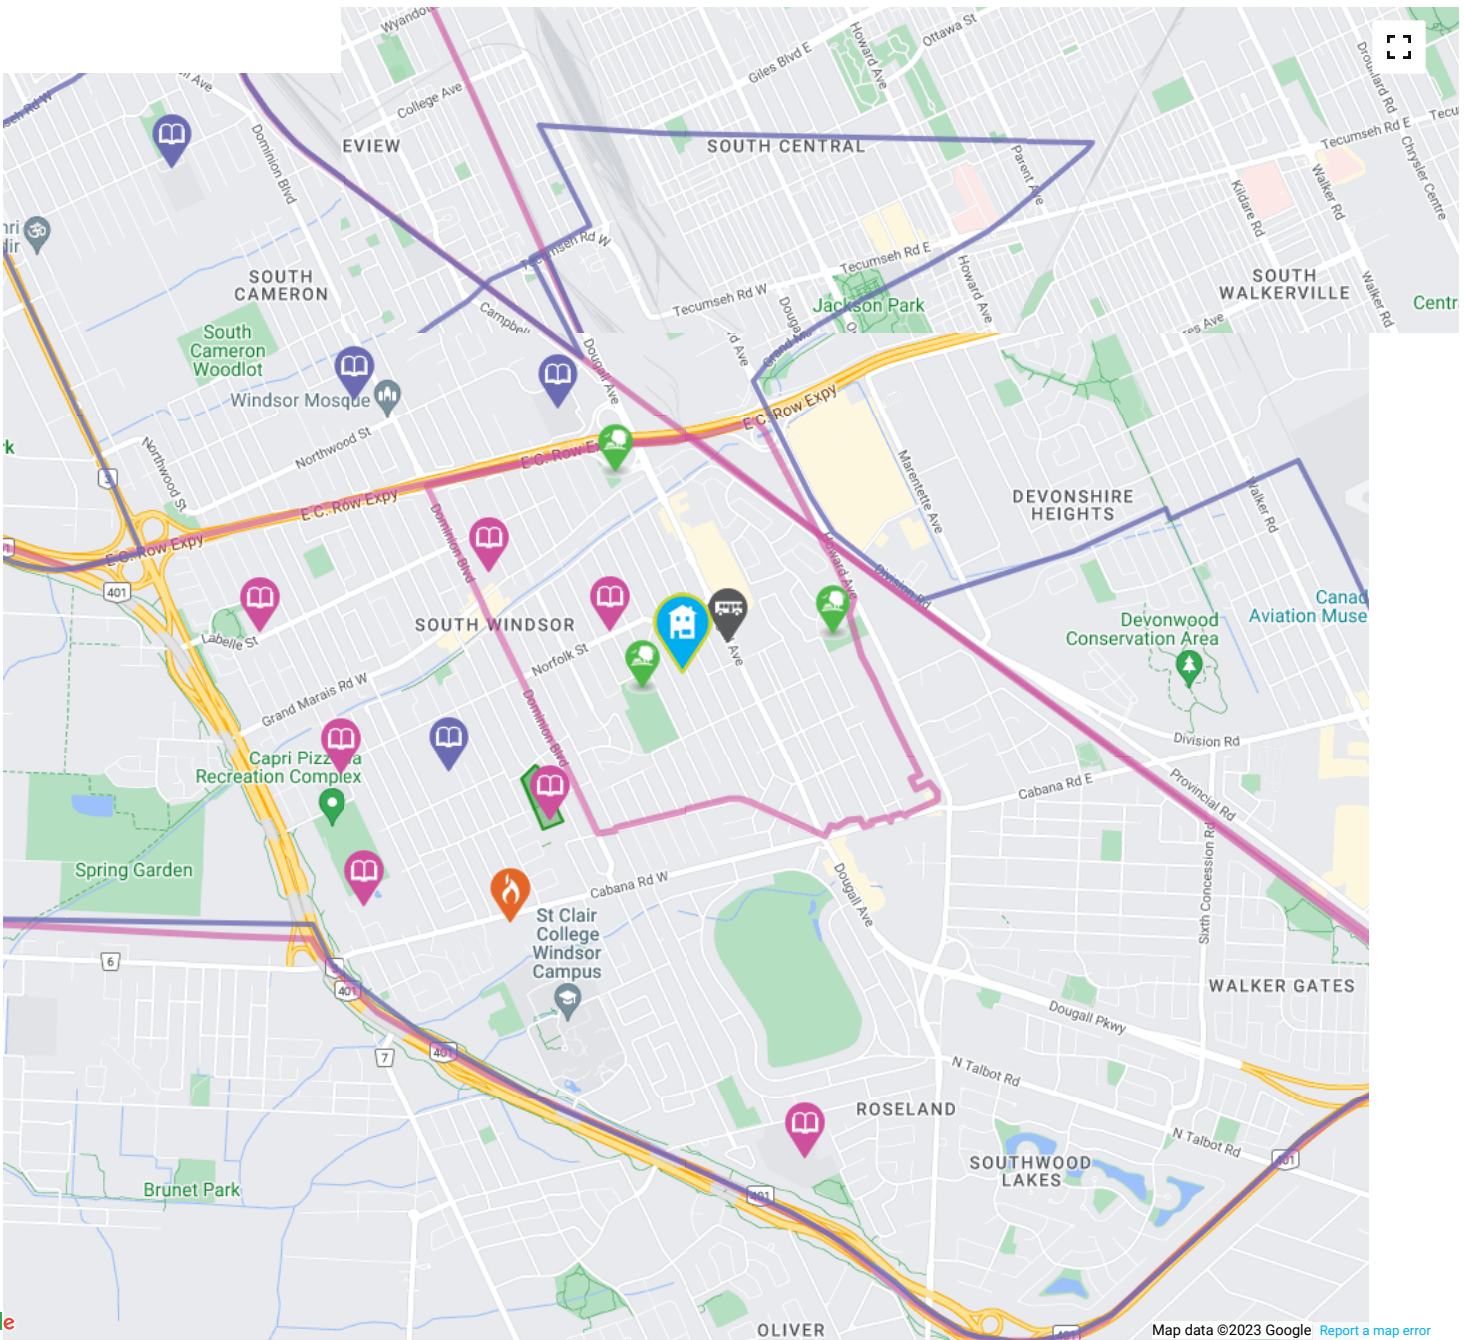 Wyandot
Ottawa St
Howard Ave
Giles Blvd E
Drouillard Rd
College Ave
Tecumseh Rd E
Dominion Blvd
EVIEW
SOUTH CENTRAL
Parent Ave
Chrysler Centre
Walker Rd
Kildare Rd
Tecumseh Rd W
Tecumseh Rd E
SOUTH
CAMERON
Howard Ave
SOUTH
WALKERVILLE
Walker Rd
Tecumseh Rd W
Jackson Park
Centr
Campbell
South
Cameron
Woodlot
Dougall Ave
Windsor Mosque
E C. Row Expy
Northwood St
Northwood St
E C. Row E
Marentette Ave
DEVONSHIRE
HEIGHTS
Walker Rd
3
E C. Row Expy
Dominion Blvd
E C. Row Expy
Howard Ave
Division Rd
401
Canad
Aviation Muse
SOUTH WINDSOR
Devonwood
Conservation Area
Labelle St
Norfolk St
Grand Marais Rd W
Dominion Blvd
Division Rd
Capri Pizz a
Recreation Complex
Cabana Rd E
Provincial Rd
Spring Garden
Cabana Rd W
Dougall Ave
Sixth Concession Rd
St Clair
College
Windsor
Campus
6
401
WALKER GATES
Dougall Pkwy
7
401
N Talbot Rd
ROSELAND
N Talbot Rd
SOUTHWOOD
LAKES
401
Brunet Park
401
OLIVER
401
Map data ©2023 Google
Report a map error